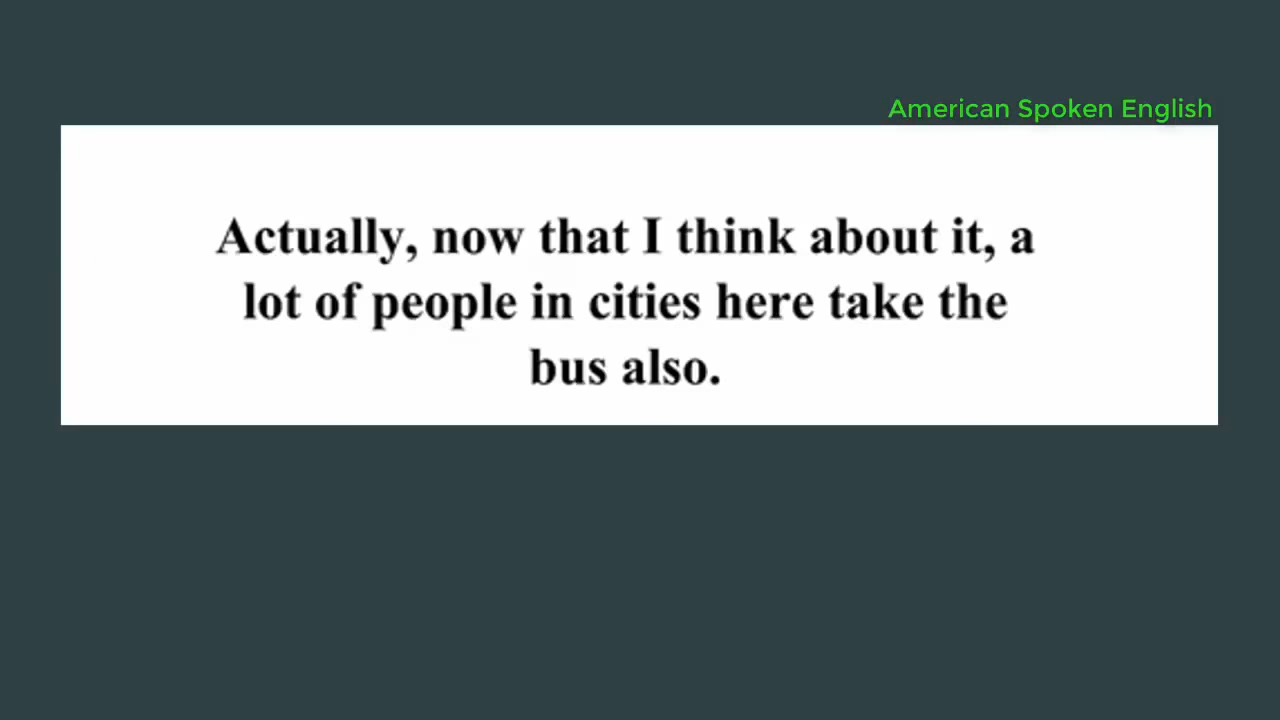 American Spoken English
Actually, now that I think about it, a
lot of people in cities here take the
bus also.